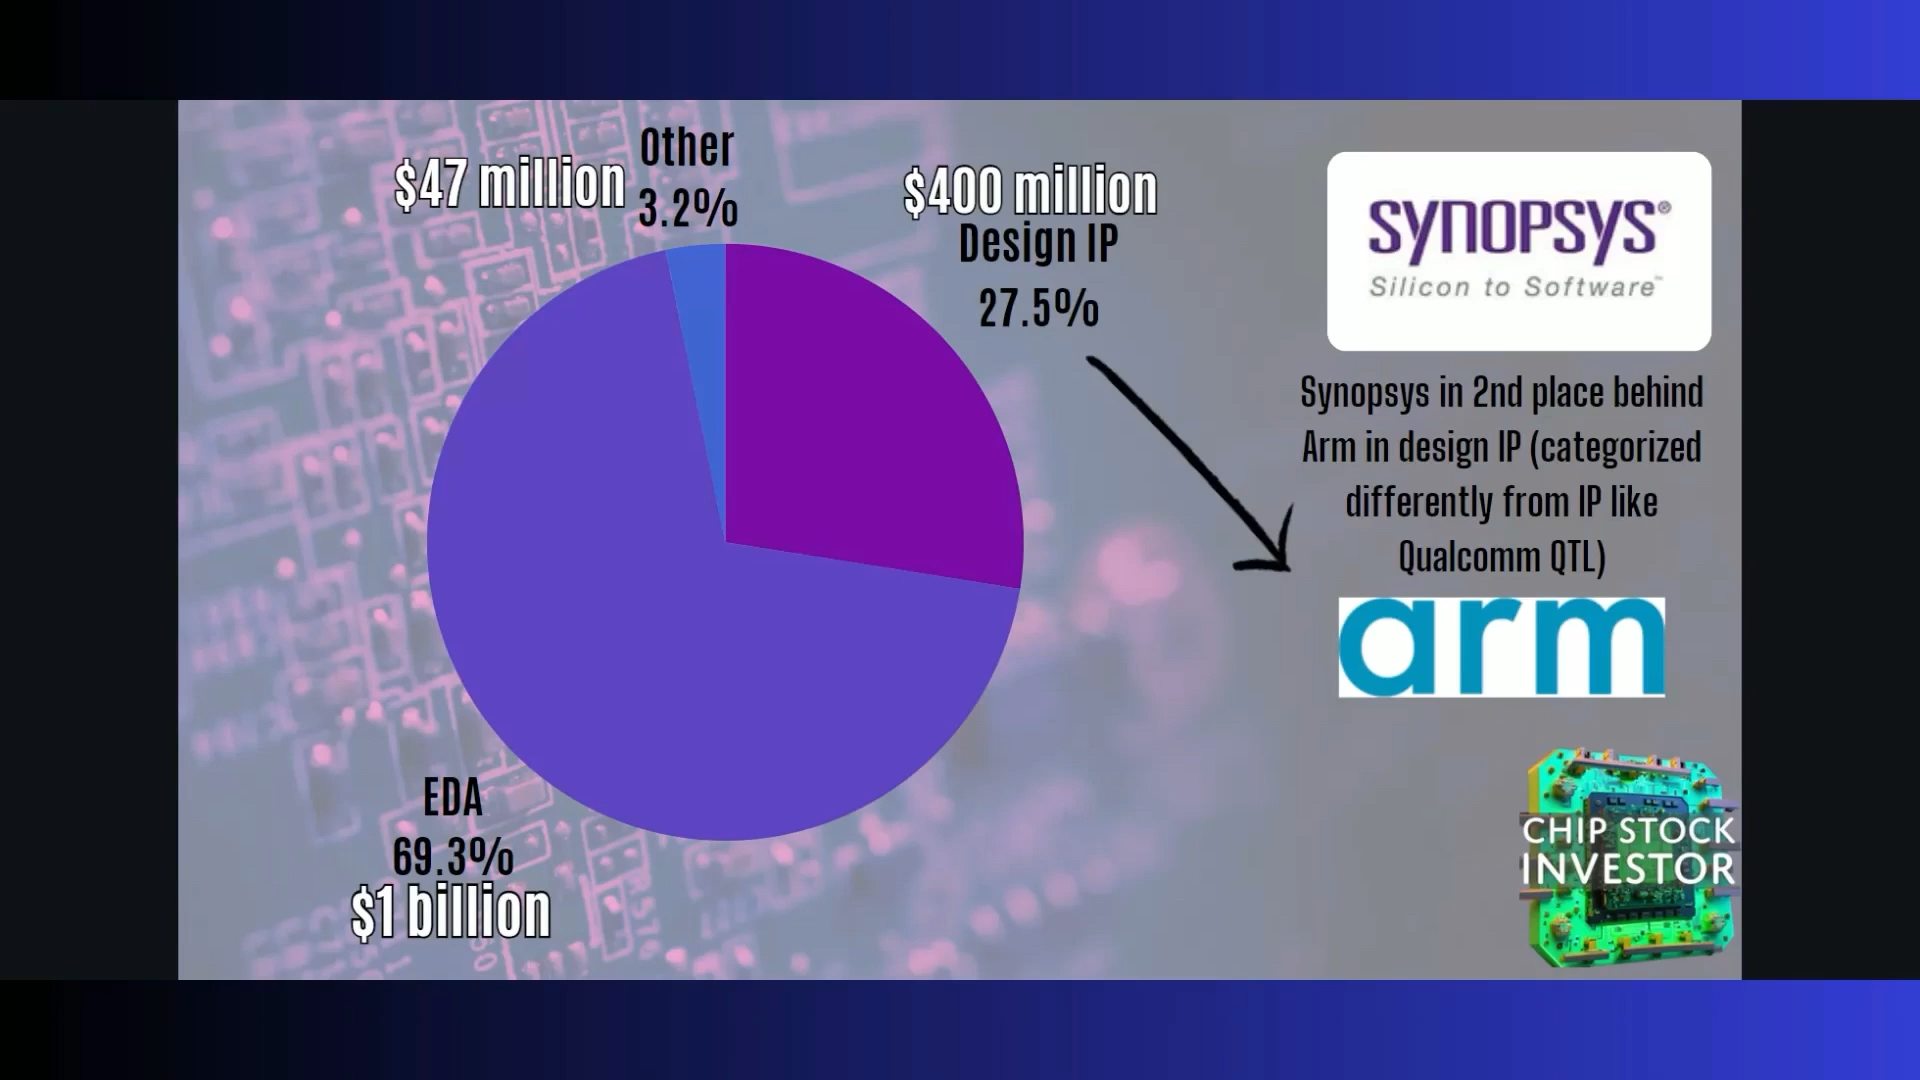 $47 million
Other
3.2%
$400 million
Design IP
27.5%
SYNOPSYS®
Silicon to Software™
Synopsys in 2nd place behind
Arm in design IP (categorized
differently from IP like
Qualcomm QTL)
arm
EDA
69.3%
$1 billion
CHIP STOCK
INVESTOR